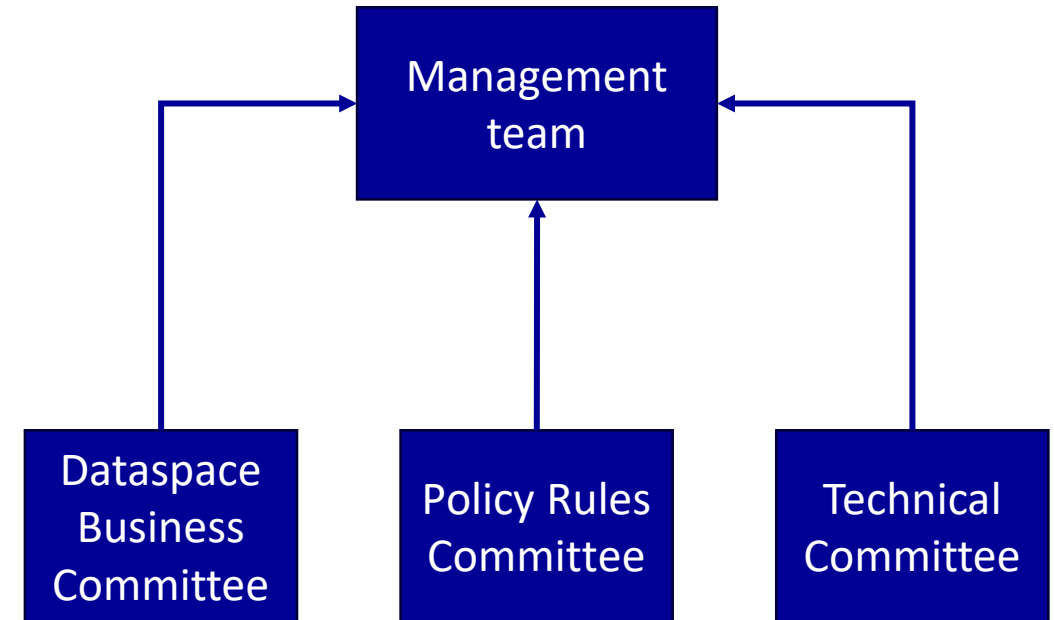 Management
team
Dataspace
Business
Committee
Policy Rules
Committee
Technical
Committee